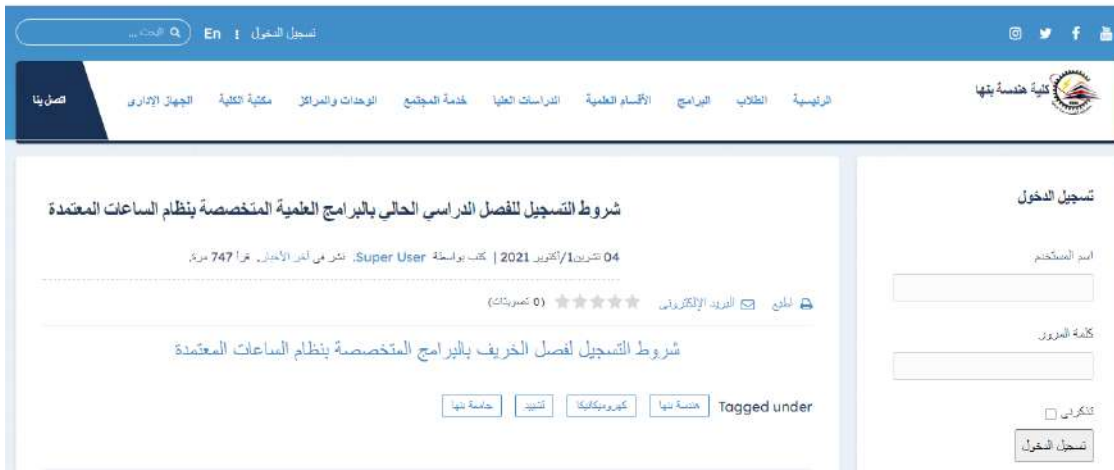 تسجيل الدخول
En
البحث ...
كلية هندسة بنها
الرئيسية الطلاب البرامج الأقسام العلمية الدراسات العليا خدمة المجتمع الوحدات والمراكز مكتبة الكلية الجهاز الإدارى اتصل بنا
شروط التسجيل للفصل الدراسي الحالي بالبرامج العلمية المتخصصة بنظام الساعات المعتمدة
04 تشرين1/أكتوير 2021 | كتب بواسطة Super User. نشر في آخر الأخبار. قرأ 747 مرة.
اطبع البريد الإلكترونى (0 تصويتات)
شروط التسجيل لفصل الخريف بالبرامج المتخصصة بنظام الساعات المعتمدة
Tagged under هندسة بنها كهروميكانيكا تشييد جامعة بنها
تسجيل الدخول
اسم المستخدم
كلمة المرور
تذكرنى
تسجيل الدخول